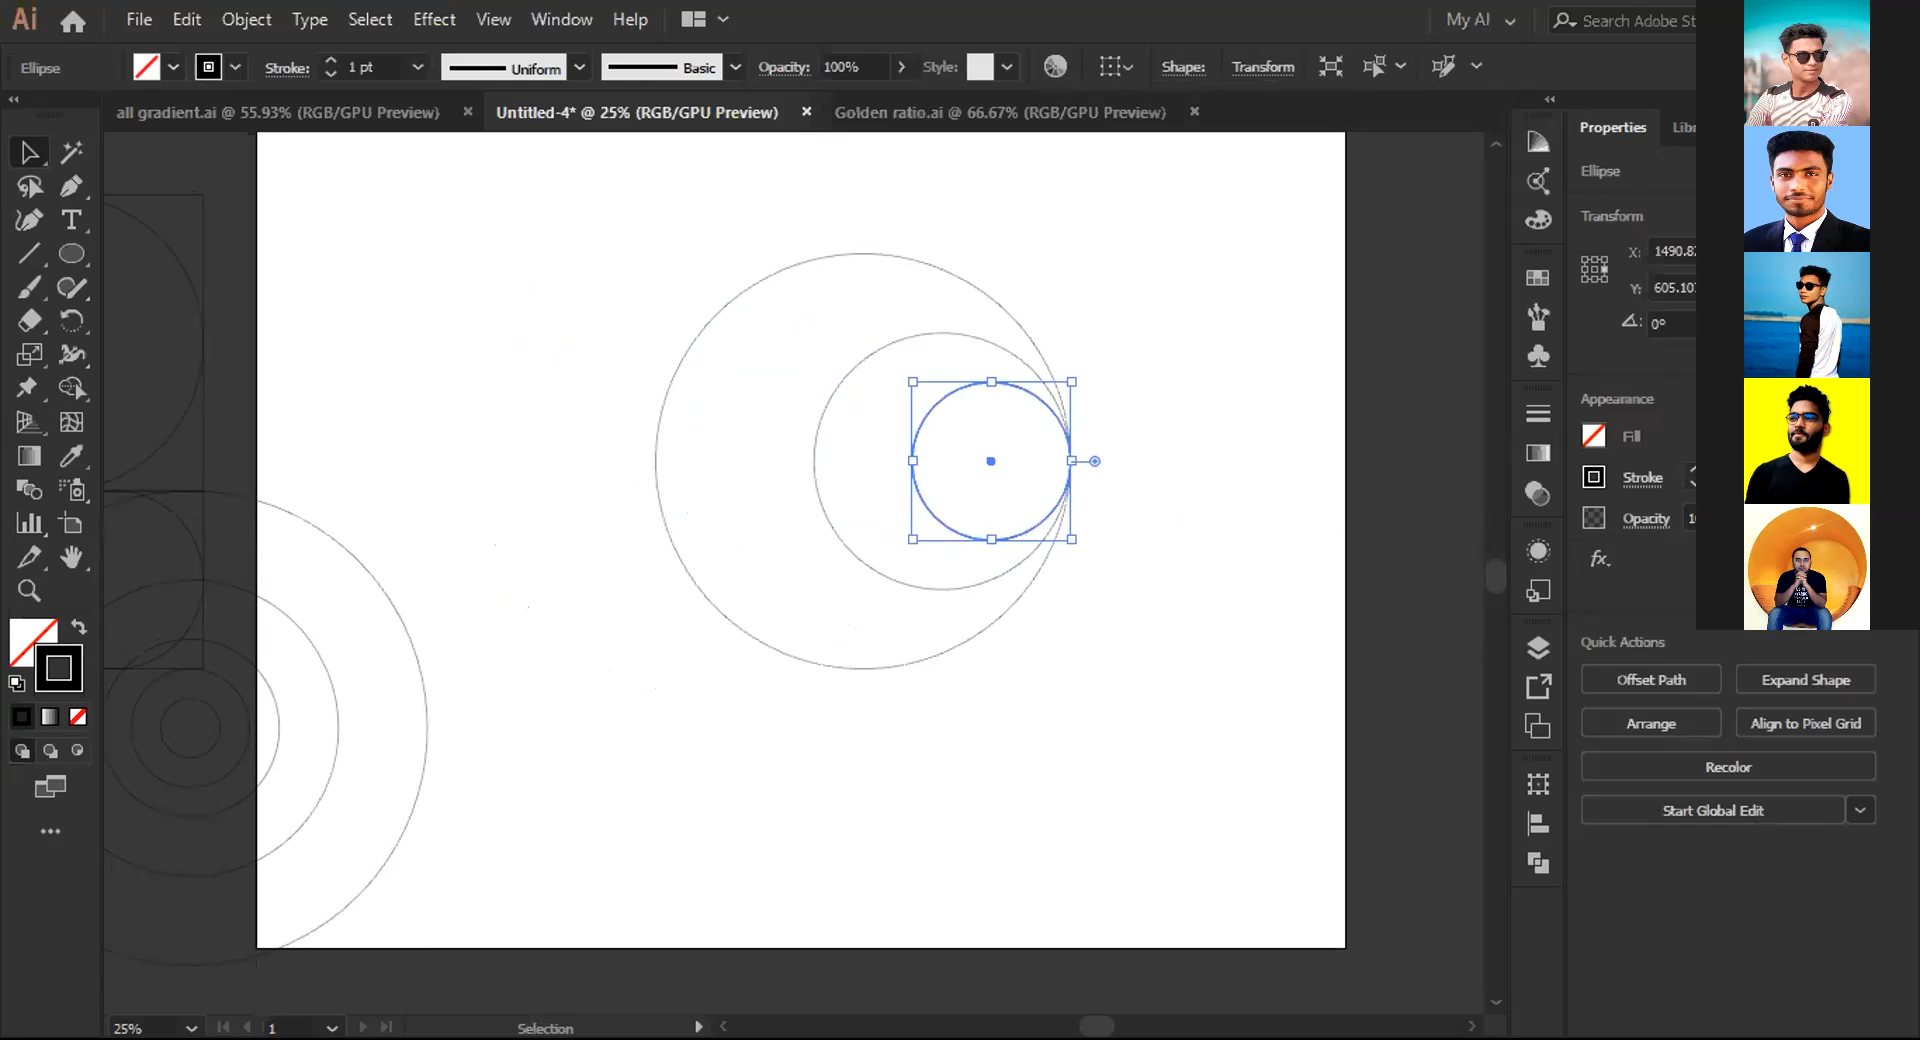 Ai File Edit Object Type Select Effect View Window Help My AI Search Adobe St
Ellipse Stroke: 1 pt Uniform Basic Opacity: 100% Style: Shape: Transform
all gradient.ai @ 55.93% (RGB/GPU Preview) × Untitled-4* @ 25% (RGB/GPU Preview) × Golden ratio.ai @ 66.67% (RGB/GPU Preview) ×
Properties
Ellipse
Transform
X: 1490.8
Y: 605.10
0°
Appearance
Fill
Stroke
Opacity
fx.
Quick Actions
Offset Path Expand Shape
Arrange Align to Pixel Grid
Recolor
Start Global Edit
25% 1 Selection